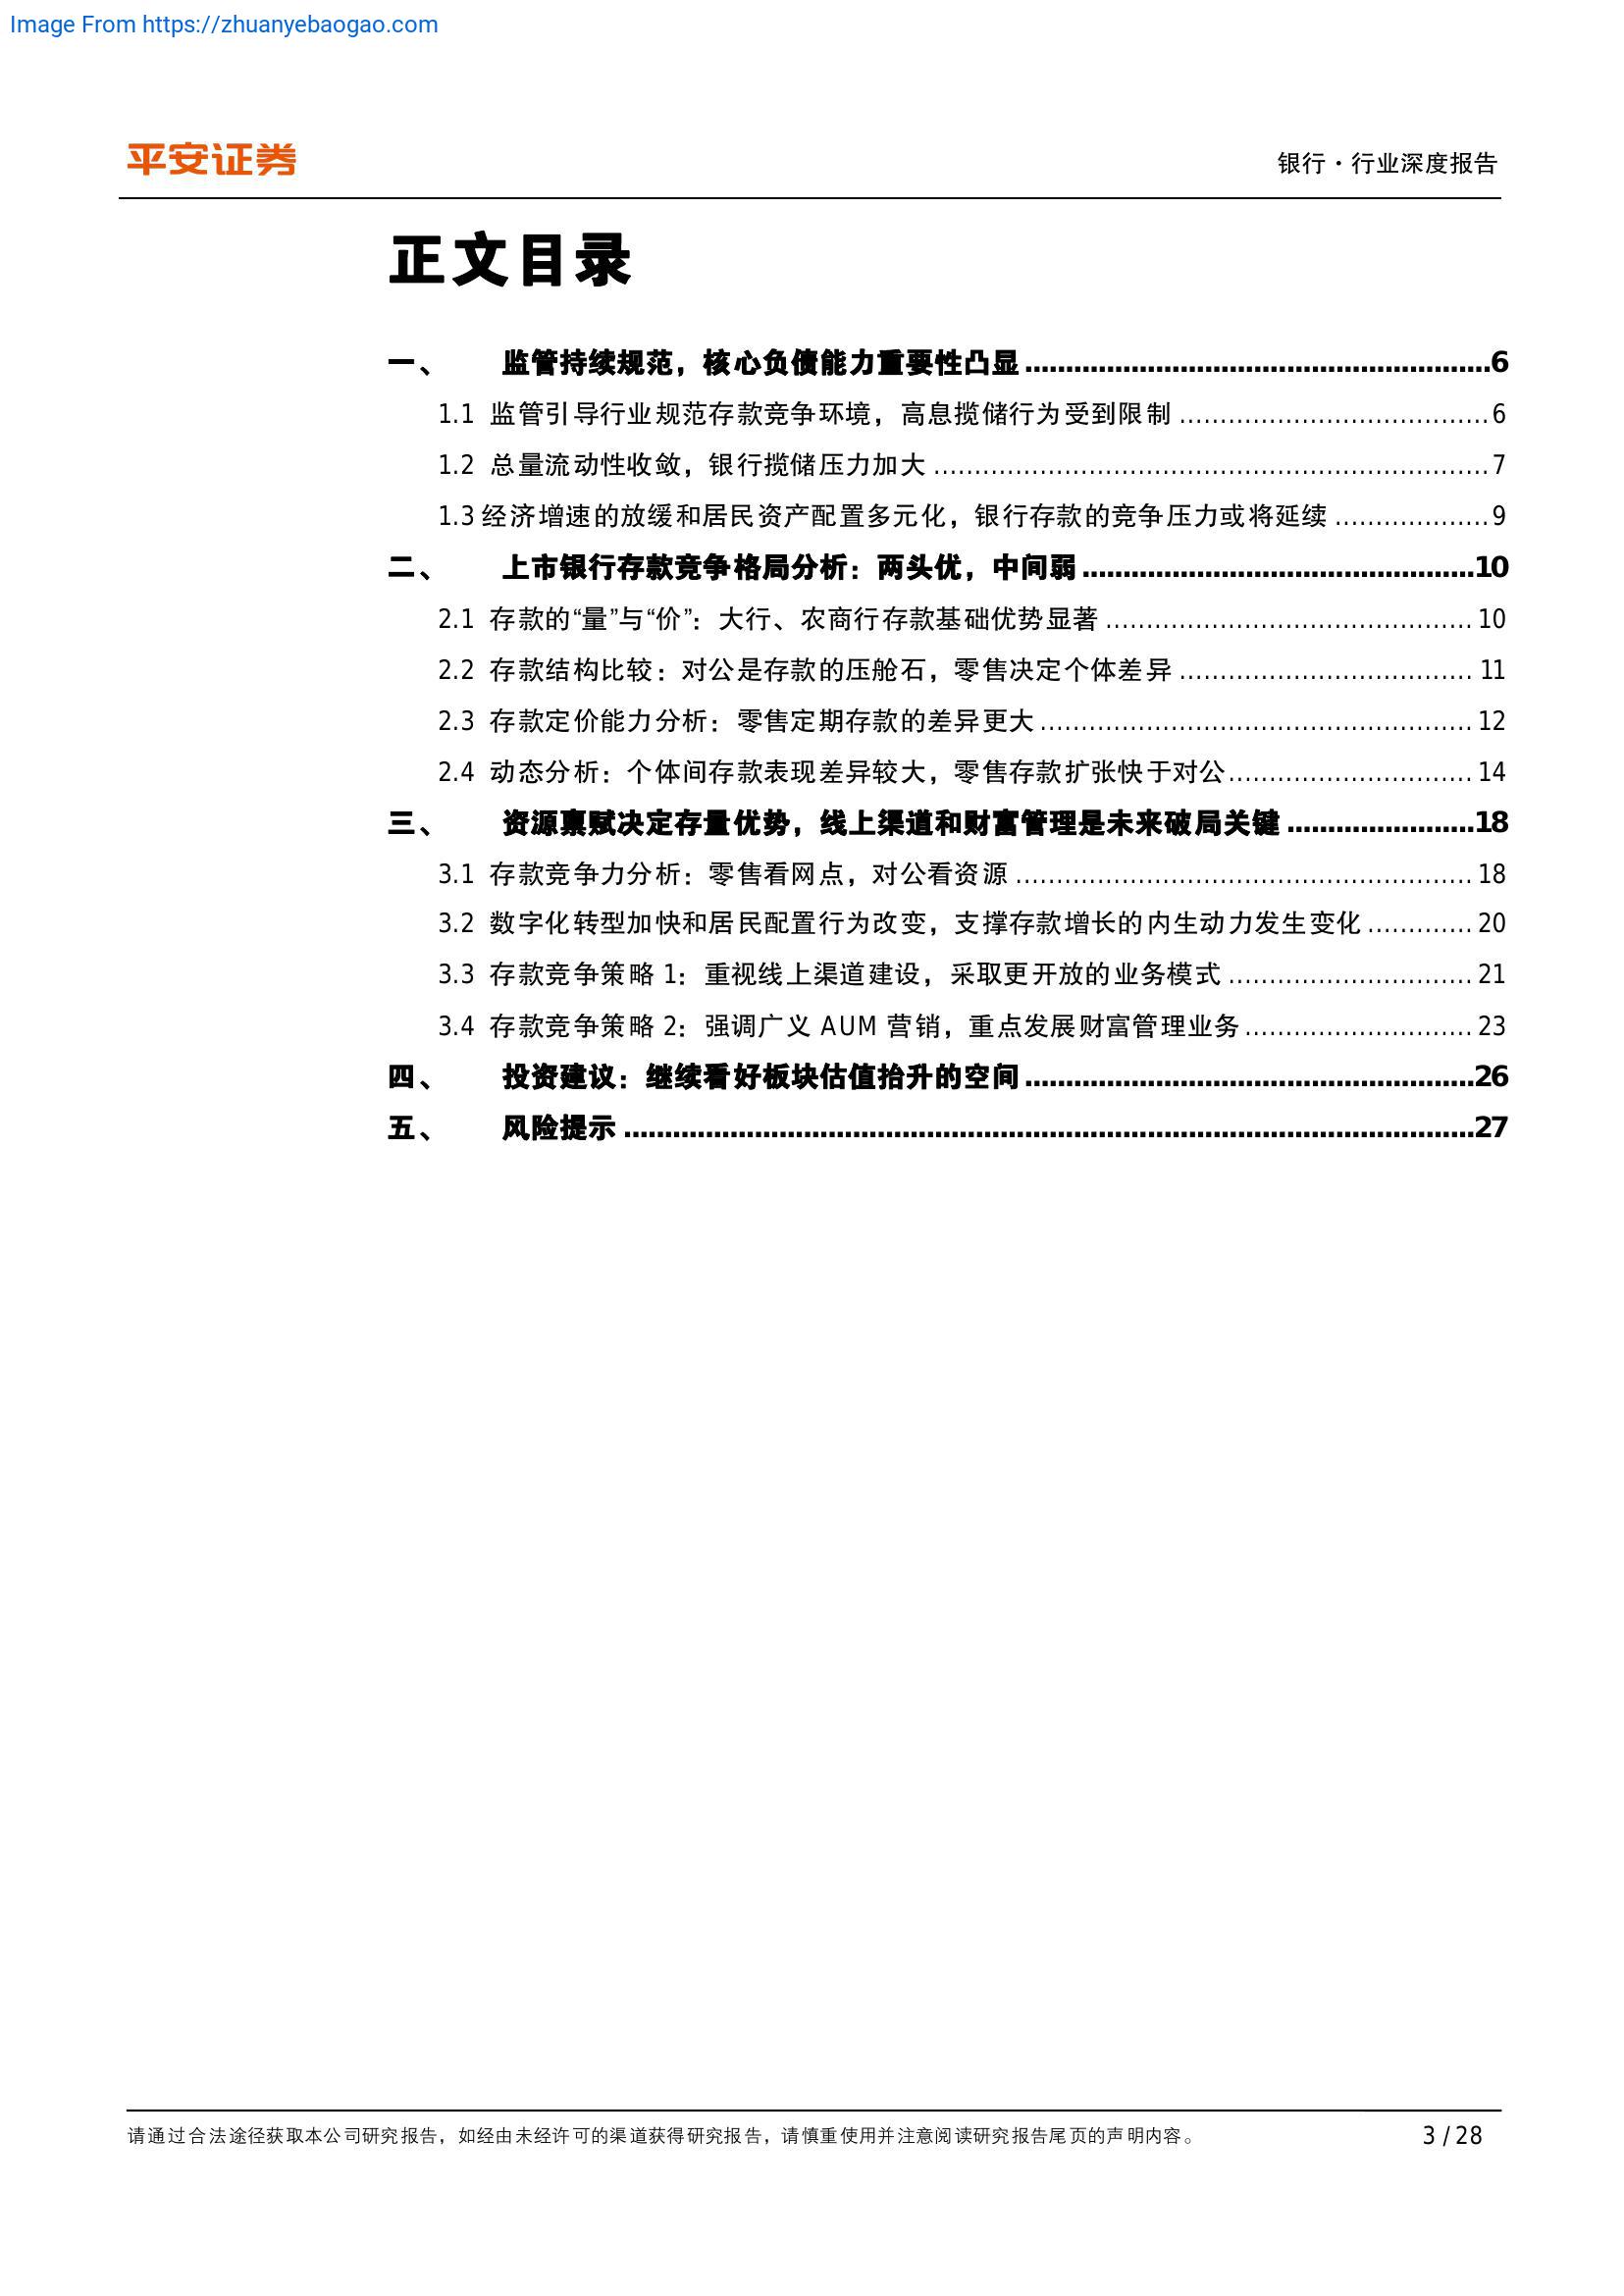 Image From https://zhuanyebaogao.com
平安证券
银行·行业深度报告
正文目录
一、 监管持续规范，核心负债能力重要性凸显 ........................................................ 6
1.1 监管引导行业规范存款竞争环境，高息揽储行为受到限制 ...................................... 6
1.2 总量流动性收敛，银行揽储压力加大 .................................................................... 7
1.3 经济增速的放缓和居民资产配置多元化，银行存款的竞争压力或将延续 ................... 9
二、 上市银行存款竞争格局分析：两头优，中间弱 ................................................ 10
2.1 存款的“量”与“价”：大行、农商行存款基础优势显著 ............................................. 10
2.2 存款结构比较：对公是存款的压舱石，零售决定个体差异 .................................... 11
2.3 存款定价能力分析：零售定期存款的差异更大 ..................................................... 12
2.4 动态分析：个体间存款表现差异较大，零售存款扩张快于对公 .............................. 14
三、 资源禀赋决定存量优势，线上渠道和财富管理是未来破局关键 ....................... 18
3.1 存款竞争力分析：零售看网点，对公看资源 ........................................................ 18
3.2 数字化转型加快和居民配置行为改变，支撑存款增长的内生动力发生变化 ............. 20
3.3 存款竞争策略 1：重视线上渠道建设，采取更开放的业务模式 .............................. 21
3.4 存款竞争策略 2：强调广义 AUM 营销，重点发展财富管理业务 ............................ 23
四、 投资建议：继续看好板块估值抬升的空间 ....................................................... 26
五、 风险提示 ........................................................................................................ 27
请通过合法途径获取本公司研究报告，如经由未经许可的渠道获得研究报告，请慎重使用并注意阅读研究报告尾页的声明内容。
3 / 28